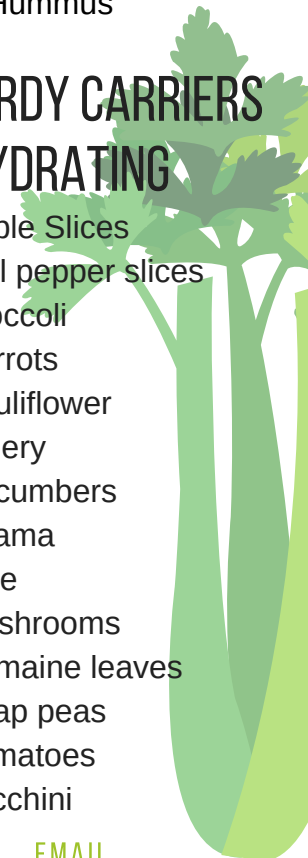 Hummus
RDY CARRIERS
YDRATING
ple Slices
l pepper slices
occoli
rrots
uliflower
ery
cumbers
ama
e
shrooms
maine leaves
ap peas
matoes
cchini
EMAIL